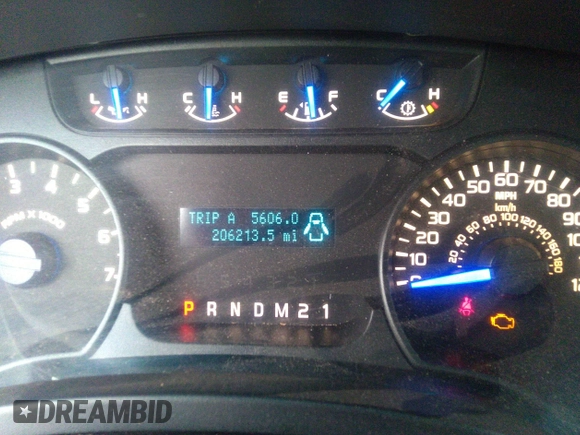 L H C H E F C H
TRIP A 5606.0
206213.5 mi
3 4 5 6 7
RPM X 1000
P R N D M 2 1
0 10 20 30 40 50 60 70 80 90
MPH
km/h
20 40 60 80 100 120 140 160 180
DREAMBID